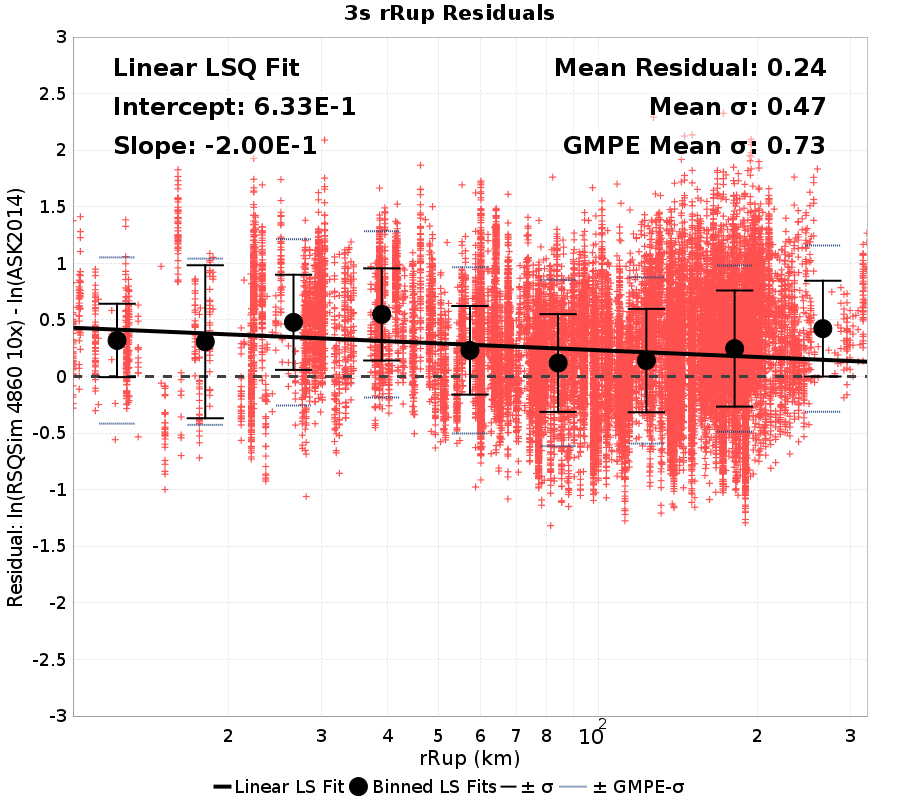 3s rRup Residuals
Linear LSQ Fit
Intercept: 6.33E-1
Slope: -2.00E-1
Mean Residual: 0.24
Mean σ: 0.47
GMPE Mean σ: 0.73
Residual: ln(RSQSim 4860 10x) - ln(ASK2014)
3
2.5
2
1.5
1
0.5
0
-0.5
-1
-1.5
-2
-2.5
-3
2 3 4 5 6 7 8 10² 2 3
rRup (km)
Linear LS Fit Binned LS Fits ± σ ± GMPE-σ